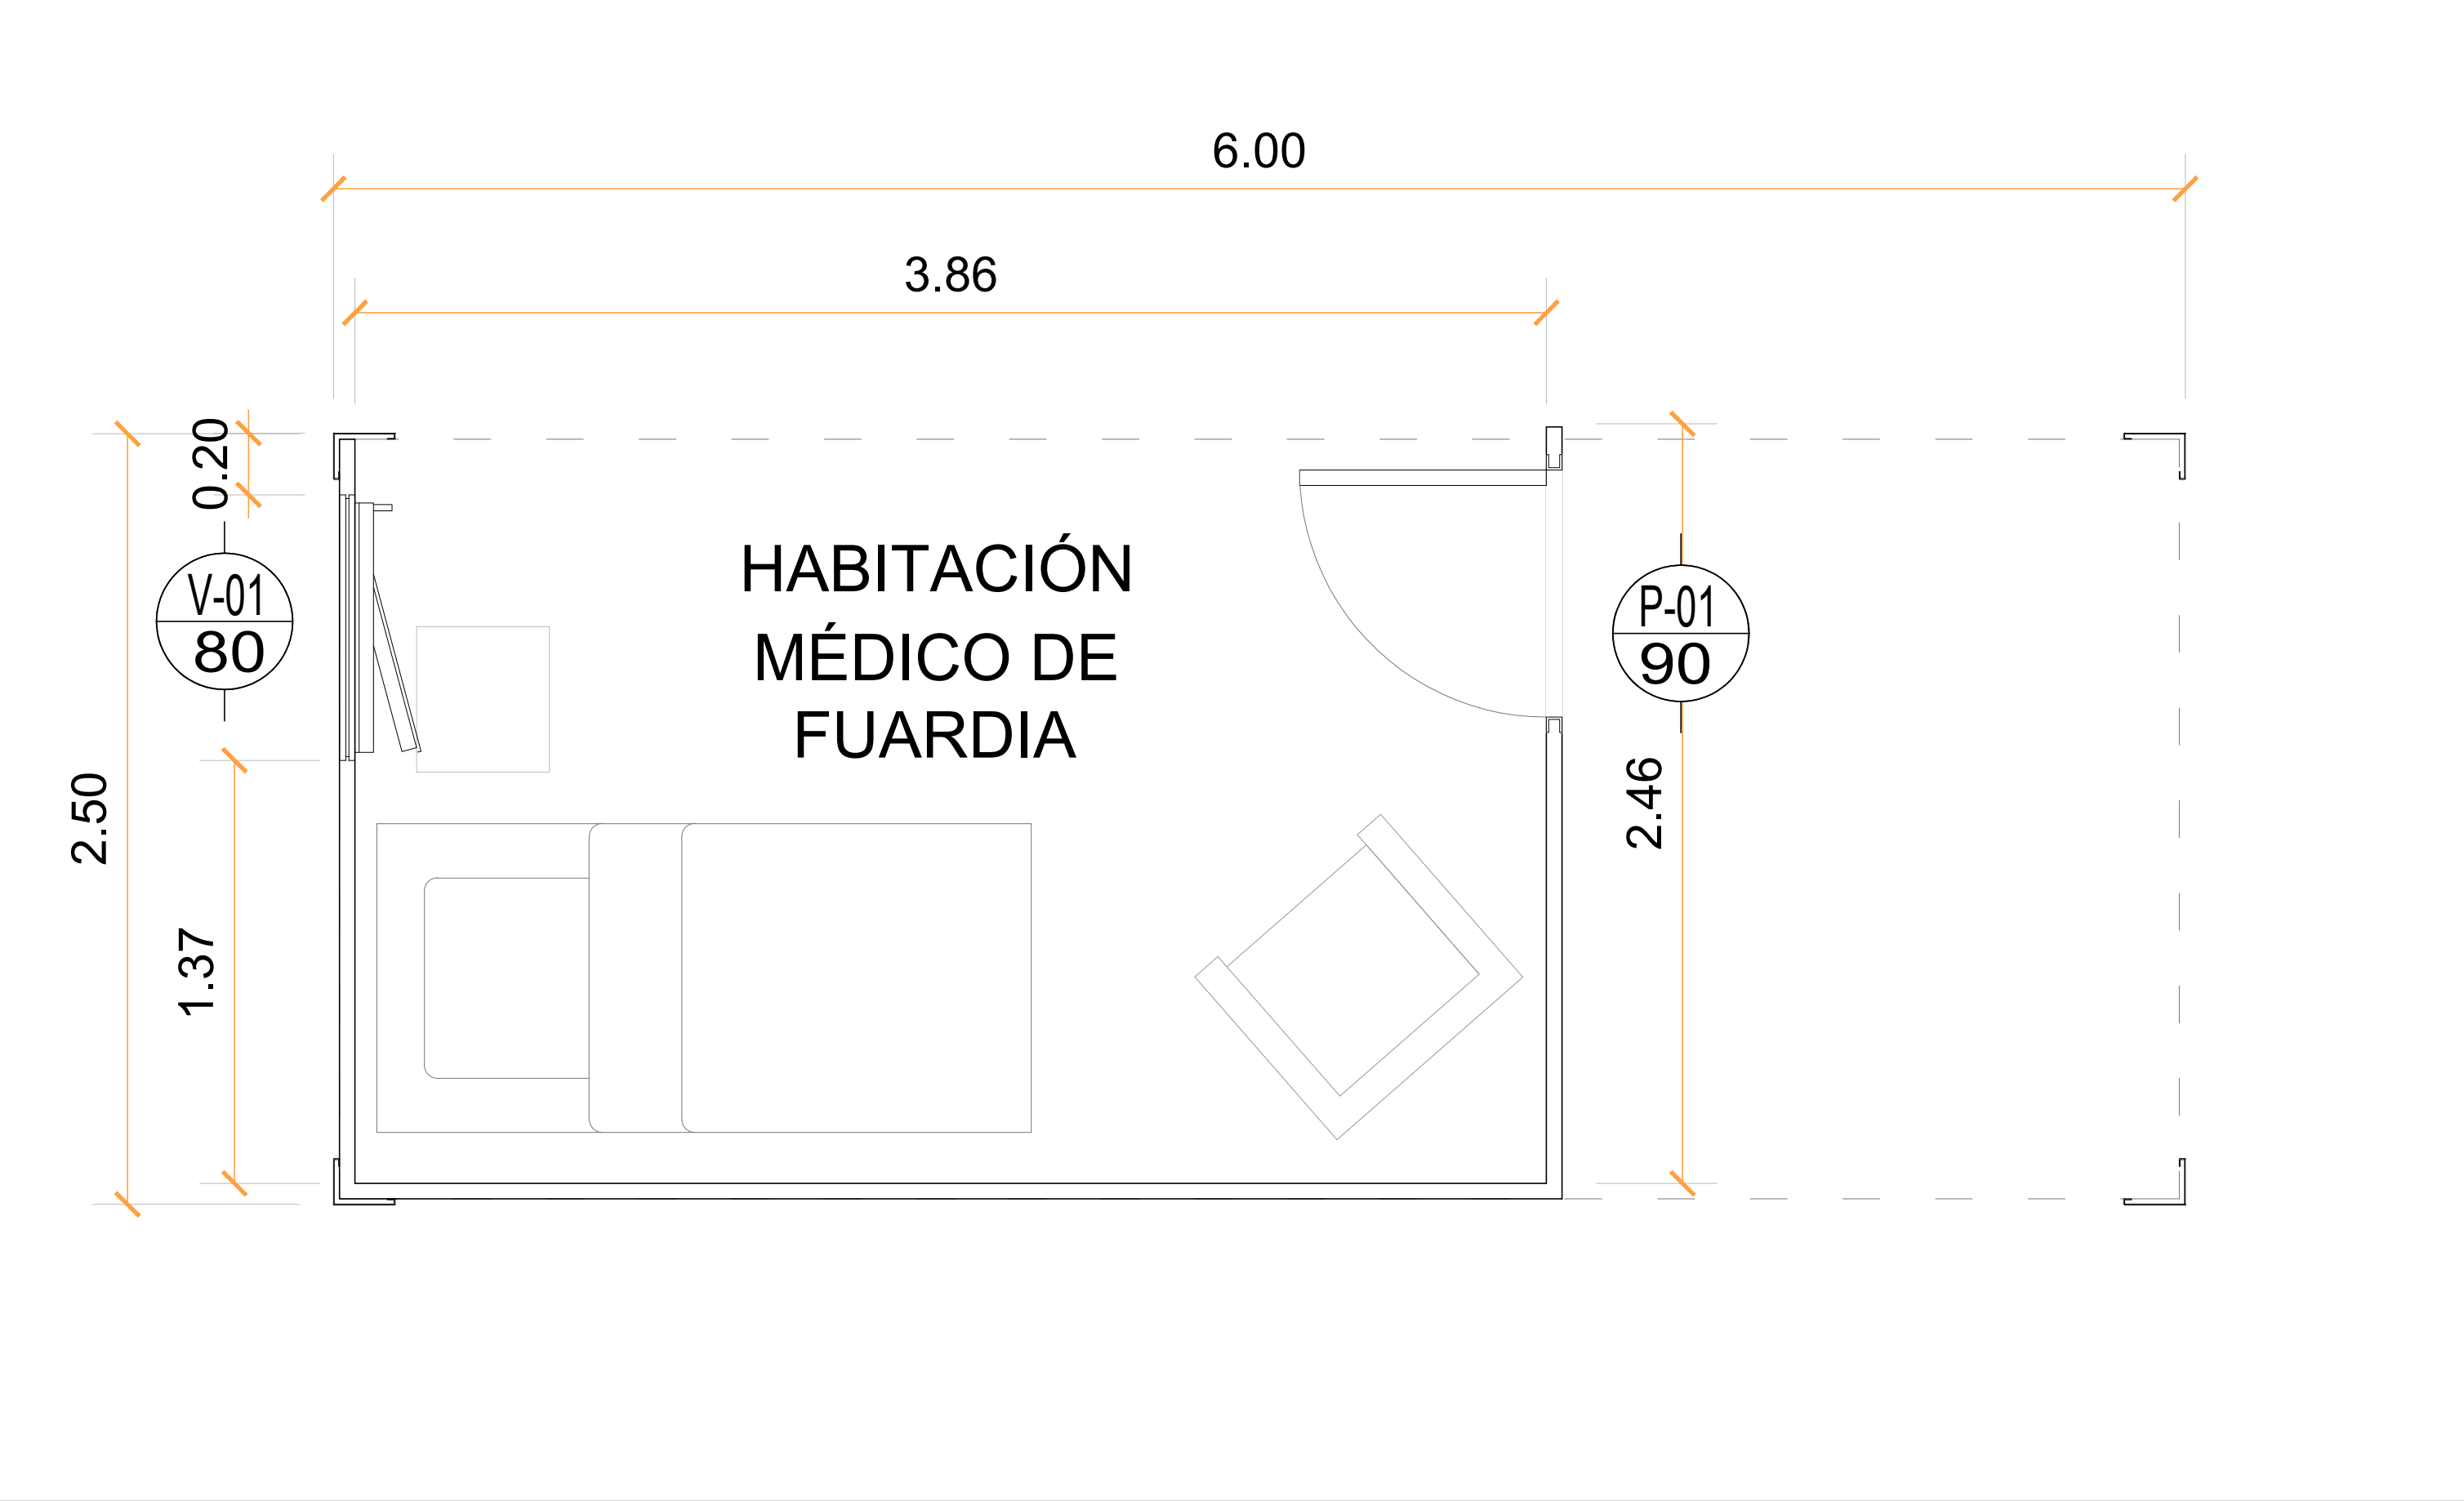 6.00
3.86
0.20
V-01
80
HABITACIÓN
MÉDICO DE
FUARDIA
P-01
90
2.50
2.46
1.37